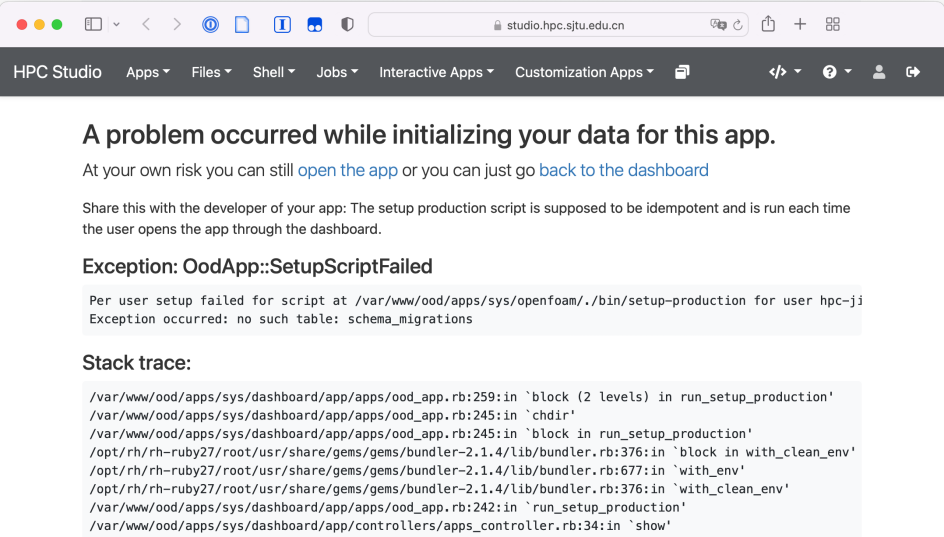 studio.hpc.sjtu.edu.cn
HPC Studio Apps Files Shell Jobs Interactive Apps Customization Apps
A problem occurred while initializing your data for this app.
At your own risk you can still open the app or you can just go back to the dashboard
Share this with the developer of your app: The setup production script is supposed to be idempotent and is run each time
the user opens the app through the dashboard.
Exception: OodApp::SetupScriptFailed
Per user setup failed for script at /var/www/ood/apps/sys/openfoam/./bin/setup-production for user hpc-ji
Exception occurred: no such table: schema_migrations
Stack trace:
/var/www/ood/apps/sys/dashboard/app/apps/ood_app.rb:259:in `block (2 levels) in run_setup_production'
/var/www/ood/apps/sys/dashboard/app/apps/ood_app.rb:245:in `chdir'
/var/www/ood/apps/sys/dashboard/app/apps/ood_app.rb:245:in `block in run_setup_production'
/opt/rh/rh-ruby27/root/usr/share/gems/gems/bundler-2.1.4/lib/bundler.rb:376:in `block in with_clean_env'
/opt/rh/rh-ruby27/root/usr/share/gems/gems/bundler-2.1.4/lib/bundler.rb:677:in `with_env'
/opt/rh/rh-ruby27/root/usr/share/gems/gems/bundler-2.1.4/lib/bundler.rb:376:in `with_clean_env'
/var/www/ood/apps/sys/dashboard/app/apps/ood_app.rb:242:in `run_setup_production'
/var/www/ood/apps/sys/dashboard/app/controllers/apps_controller.rb:34:in `show'